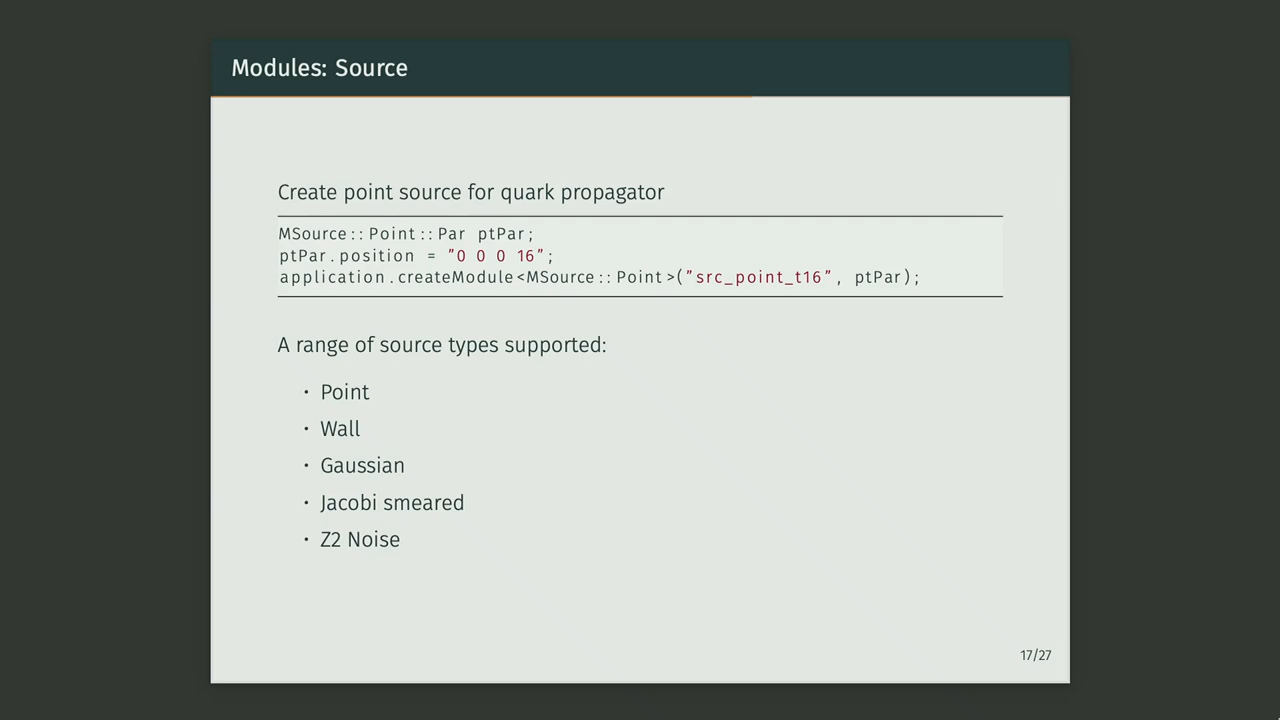 Modules: Source
Create point source for quark propagator
MSource::Point::Par ptPar;
ptPar.position = "0 0 0 16";
application.createModule<MSource::Point>("src_point_t16", ptPar);
A range of source types supported:
• Point
• Wall
• Gaussian
• Jacobi smeared
• Z2 Noise
17/27